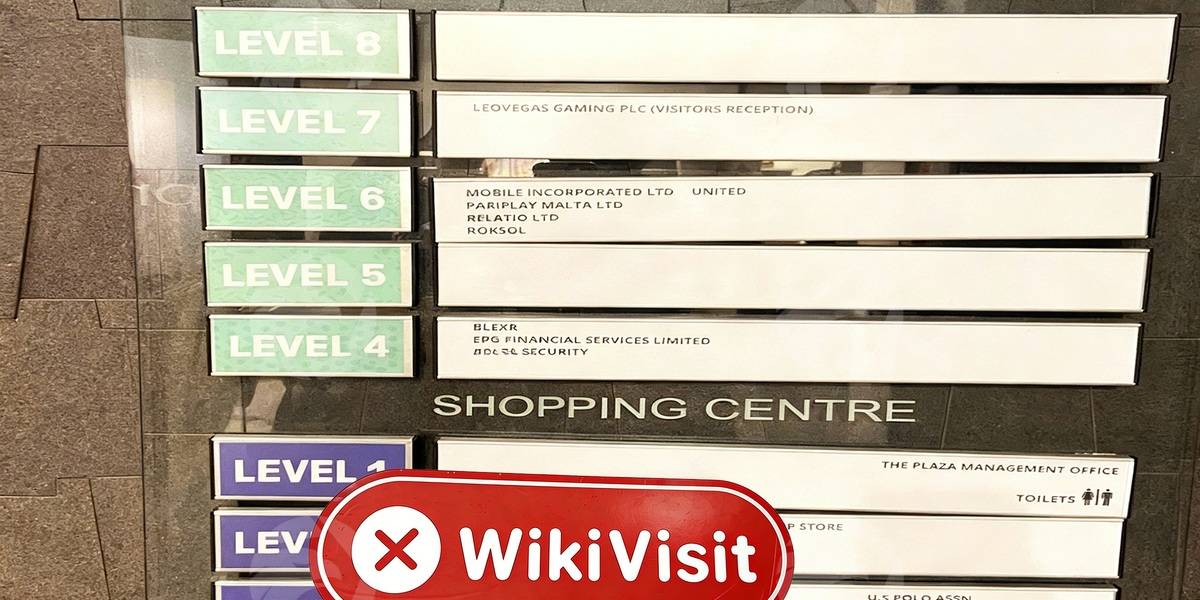 LEVEL 8
LEVEL 7
LEOVEGAS GAMING PLC (VISITORS RECEPTION)
LEVEL 6
MOBILE INCORPORATED LTD UNITED
PARIPLAY MALTA LTD
RELATIO LTD
ROKSOL
LEVEL 5
LEVEL 4
BLEXR
EPG FINANCIAL SERVICES LIMITED
SECURITY
SHOPPING CENTRE
LEVEL 1
THE PLAZA MANAGEMENT OFFICE
TOILETS
STORE
WikiVisit
U.S POLO ASSN